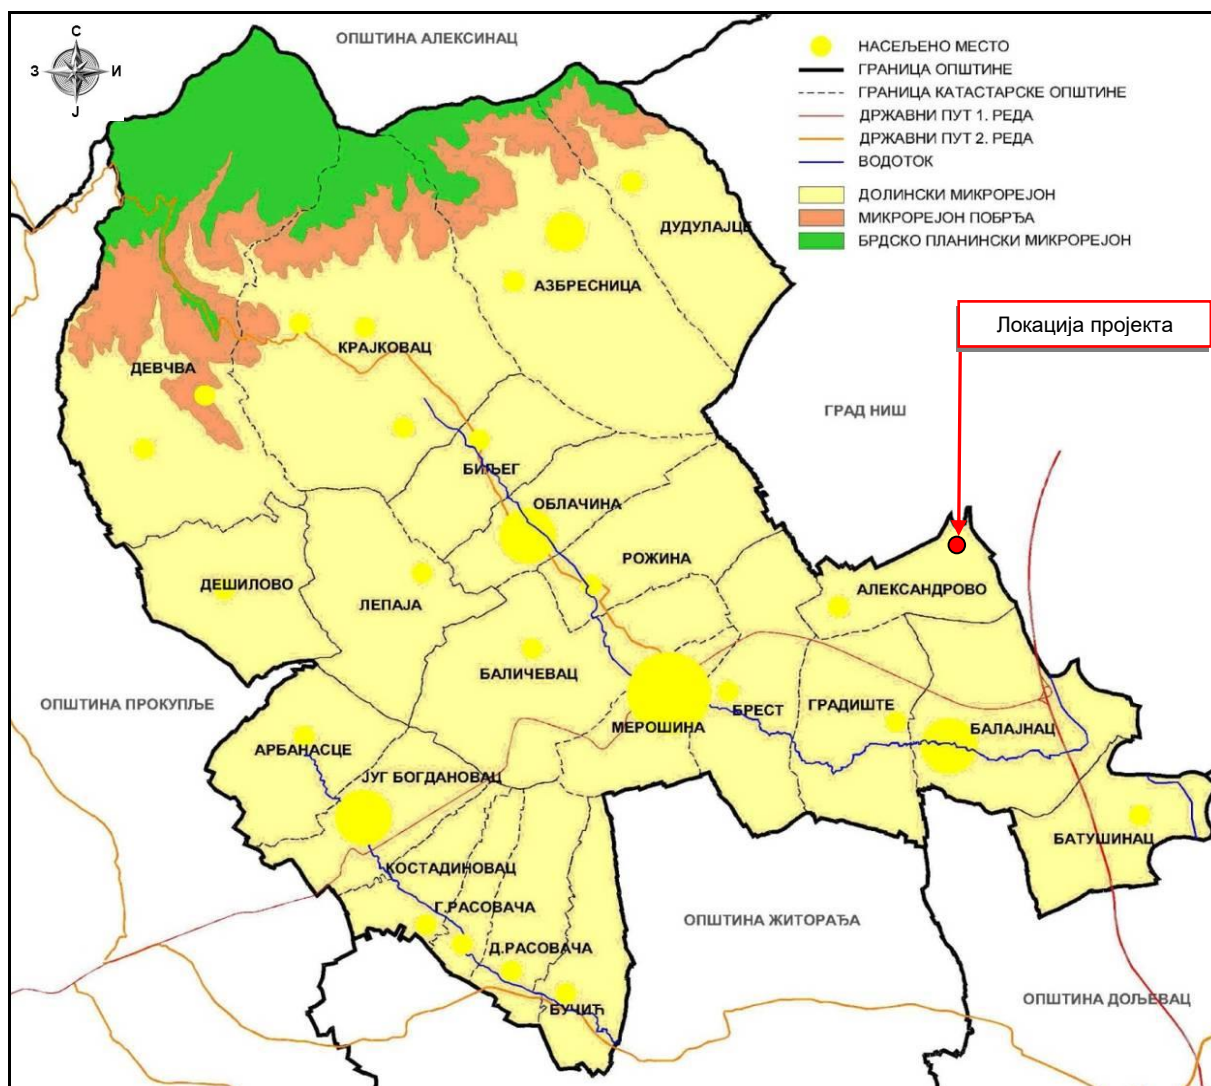 С
З
И
Ј
ОПШТИНА АЛЕКСИНАЦ
НАСЕЉЕНО МЕСТО
ГРАНИЦА ОПШТИНЕ
ГРАНИЦА КАТАСТАРСКЕ ОПШТИНЕ
ДРЖАВНИ ПУТ 1. РЕДА
ДРЖАВНИ ПУТ 2. РЕДА
ВОДОТОК
ДОЛИНСКИ МИКРОРЕЈОН
МИКРОРЕЈОН ПОБРЂА
БРДСКО ПЛАНИНСКИ МИКРОРЕЈОН
ДУДУЛАЈЦЕ
АЗБРЕСНИЦА
Локација пројекта
КРАЈКОВАЦ
ДЕВЧВА
ГРАД НИШ
БИЉЕГ
ОБЛАЧИНА
РОЖИНА
ДЕШИЛОВО
ЛЕПАЈА
АЛЕКСАНДРОВО
БАЛИЧЕВАЦ
ОПШТИНА ПРОКУПЉЕ
МЕРОШИНА
БРЕСТ
ГРАДИШТЕ
БАЛАЈНАЦ
АРБАНАСЦЕ
ЈУГ БОГДАНОВАЦ
БАТУШИНАЦ
КОСТАДИНОВАЦ
Г.РАСОВАЧА
ОПШТИНА ЖИТОРАЂА
Д.РАСОВАЧА
ОПШТИНА ДОЉЕВАЦ
БУЧИЋ